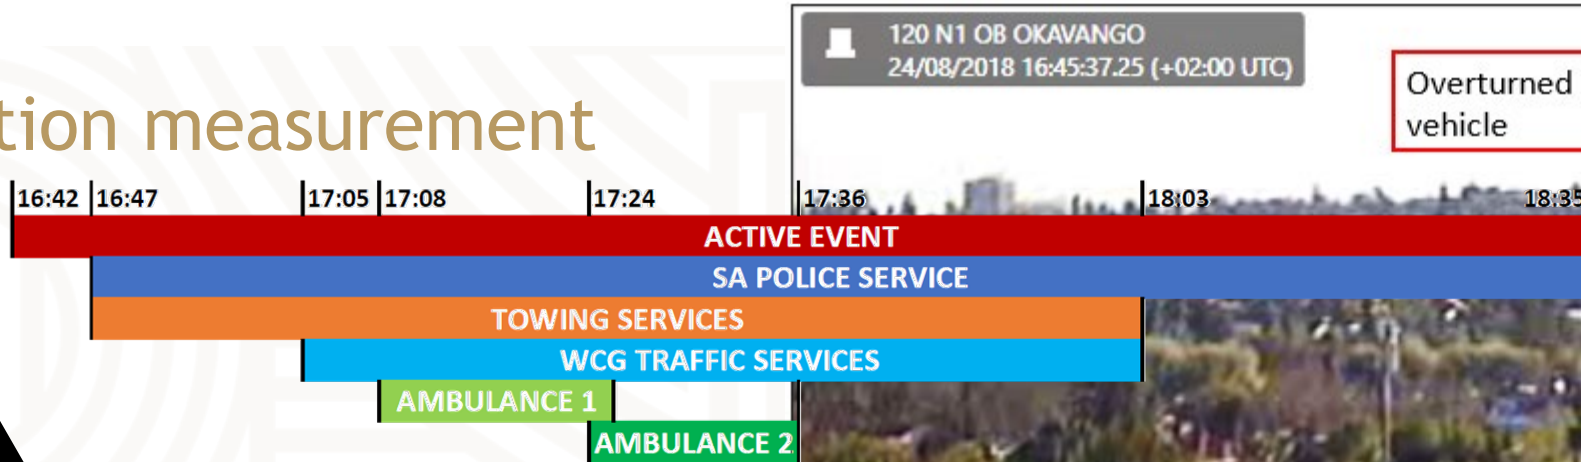 120 N1 OB OKAVANGO
24/08/2018 16:45:37.25 (+02:00 UTC)
Overturned
vehicle
tion measurement
16:42 16:47 17:05 17:08 17:24 17:36 18:03 18:35
ACTIVE EVENT
SA POLICE SERVICE
TOWING SERVICES
WCG TRAFFIC SERVICES
AMBULANCE 1
AMBULANCE 2